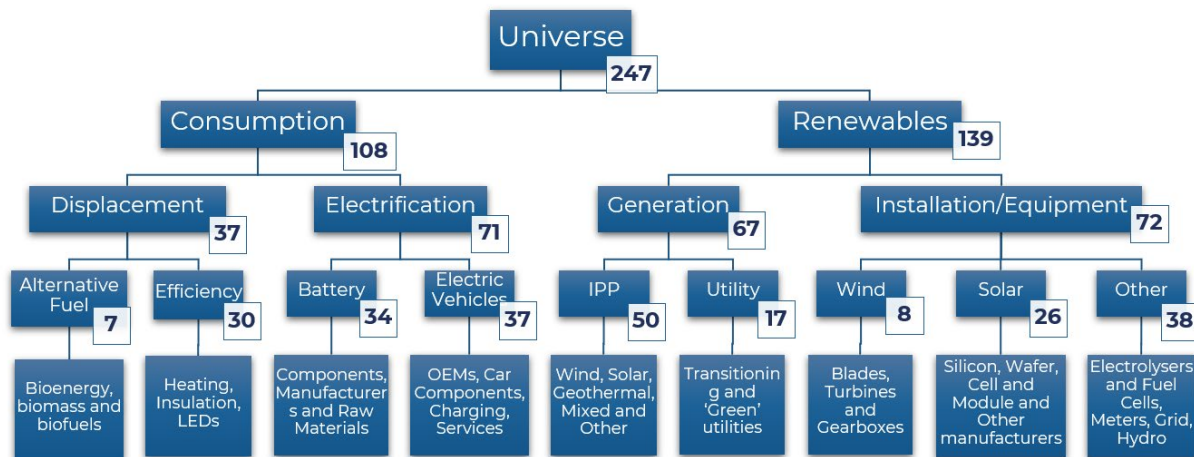 Universe
247
Consumption
108
Renewables
139
Displacement
37
Electrification
71
Generation
67
Installation/Equipment
72
Alternative
Fuel
7
Efficiency
30
Battery
34
Electric
Vehicles
37
IPP
50
Utility
17
Wind
8
Solar
26
Other
38
Bioenergy,
biomass and
biofuels
Heating,
Insulation,
LEDs
Components,
Manufacturer
s and Raw
Materials
OEMs, Car
Components,
Charging,
Services
Wind, Solar,
Geothermal,
Mixed and
Other
Transitionin
g and 'Green'
utilities
Blades,
Turbines
and
Gearboxes
Silicon, Wafer,
Cell and
Module and
Other
manufacturers
Electrolysers
and Fuel
Cells,
Meters, Grid,
Hydro